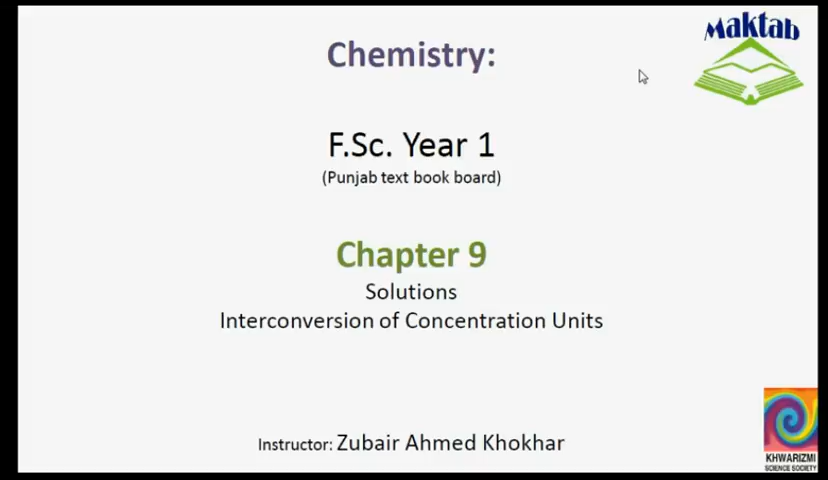 Maktab
Chemistry:
F.Sc. Year 1
(Punjab text book board)
Chapter 9
Solutions
Interconversion of Concentration Units
Instructor: Zubair Ahmed Khokhar
KHWARIZMI
SCIENCE SOCIETY